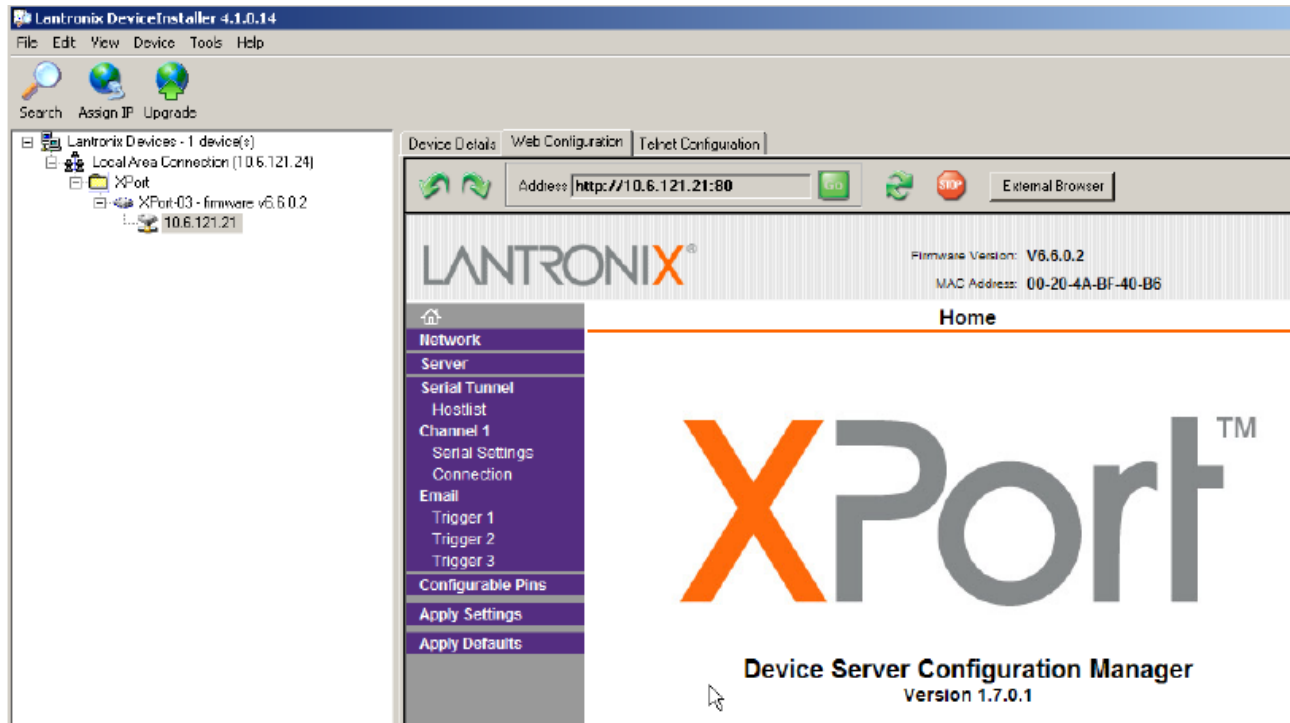 Lantronix DeviceInstaller 4.1.0.14
File Edit View Device Tools Help
Search Assign IP Upgrade
Lantronix Devices - 1 device(s)
Local Area Connection (10.6.121.24)
XPort
XPort-03 - firmware v6.6.0.2
10.6.121.21
Device Details Web Configuration Telnet Configuration
Address http://10.6.121.21:80 Go STOP External Browser
LANTRONIX®
Firmware Version: V6.6.0.2
MAC Address: 00-20-4A-BF-40-B6
Home
Network
Server
Serial Tunnel
Hostlist
Channel 1
Serial Settings
Connection
Email
Trigger 1
Trigger 2
Trigger 3
Configurable Pins
Apply Settings
Apply Defaults
XPort™
Device Server Configuration Manager
Version 1.7.0.1